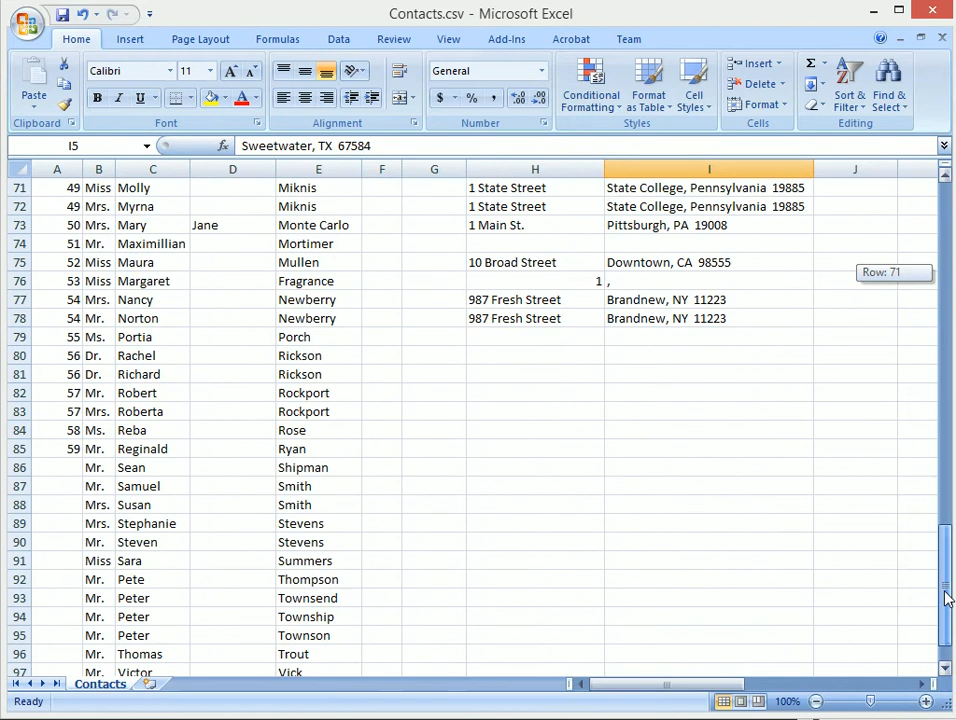 Contacts.csv - Microsoft Excel
Home Insert Page Layout Formulas Data Review View Add-Ins Acrobat Team
Calibri 11 General Insert Σ
Paste B I U A $ % , Conditional Formatting Format as Table Cell Styles Delete Format Sort & Filter Find & Select
Clipboard Font Alignment Number Styles Cells Editing
I5 fx Sweetwater, TX 67584
A B C D E F G H I J
71 49 Miss Molly Miknis 1 State Street State College, Pennsylvania 19885
72 49 Mrs. Myrna Miknis 1 State Street State College, Pennsylvania 19885
73 50 Mrs. Mary Jane Monte Carlo 1 Main St. Pittsburgh, PA 19008
74 51 Mr. Maximillian Mortimer
75 52 Miss Maura Mullen 10 Broad Street Downtown, CA 98555
Row: 71
76 53 Miss Margaret Fragrance 1 ,
77 54 Mrs. Nancy Newberry 987 Fresh Street Brandnew, NY 11223
78 54 Mr. Norton Newberry 987 Fresh Street Brandnew, NY 11223
79 55 Ms. Portia Porch
80 56 Dr. Rachel Rickson
81 56 Dr. Richard Rickson
82 57 Mr. Robert Rockport
83 57 Mrs. Roberta Rockport
84 58 Ms. Reba Rose
85 59 Mr. Reginald Ryan
86 Mr. Sean Shipman
87 Mr. Samuel Smith
88 Mrs. Susan Smith
89 Mrs. Stephanie Stevens
90 Mr. Steven Stevens
91 Miss Sara Summers
92 Mr. Pete Thompson
93 Mr. Peter Townsend
94 Mr. Peter Township
95 Mr. Peter Townson
96 Mr. Thomas Trout
97 Mr. Victor Vick
Contacts
Ready 100%